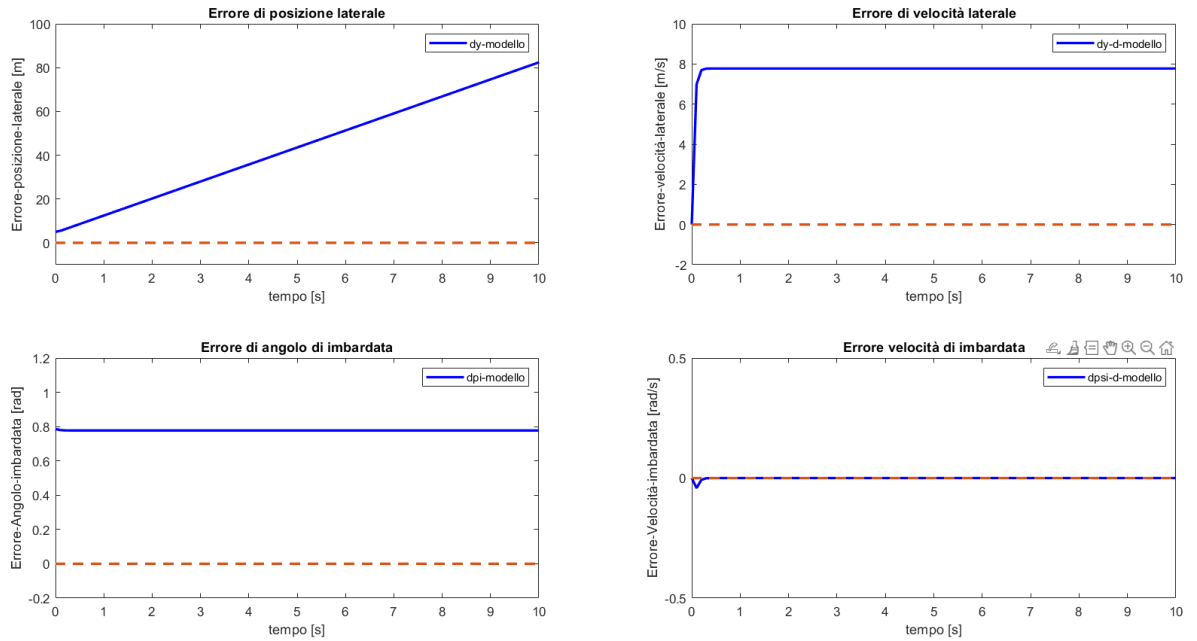 Errore di posizione laterale
100
80
60
40
20
0
Errore-posizione-laterale [m]
dy-modello
0 1 2 3 4 5 6 7 8 9 10
tempo [s]
Errore di velocità laterale
10
8
6
4
2
0
-2
Errore-velocità-laterale [m/s]
dy-d-modello
0 1 2 3 4 5 6 7 8 9 10
tempo [s]
Errore di angolo di imbardata
1.2
1
0.8
0.6
0.4
0.2
0
-0.2
Errore-Angolo-imbardata [rad]
dpi-modello
0 1 2 3 4 5 6 7 8 9 10
tempo [s]
Errore velocità di imbardata
0.5
0
-0.5
Errore-Velocità-imbardata [rad/s]
dpsi-d-modello
0 1 2 3 4 5 6 7 8 9 10
tempo [s]